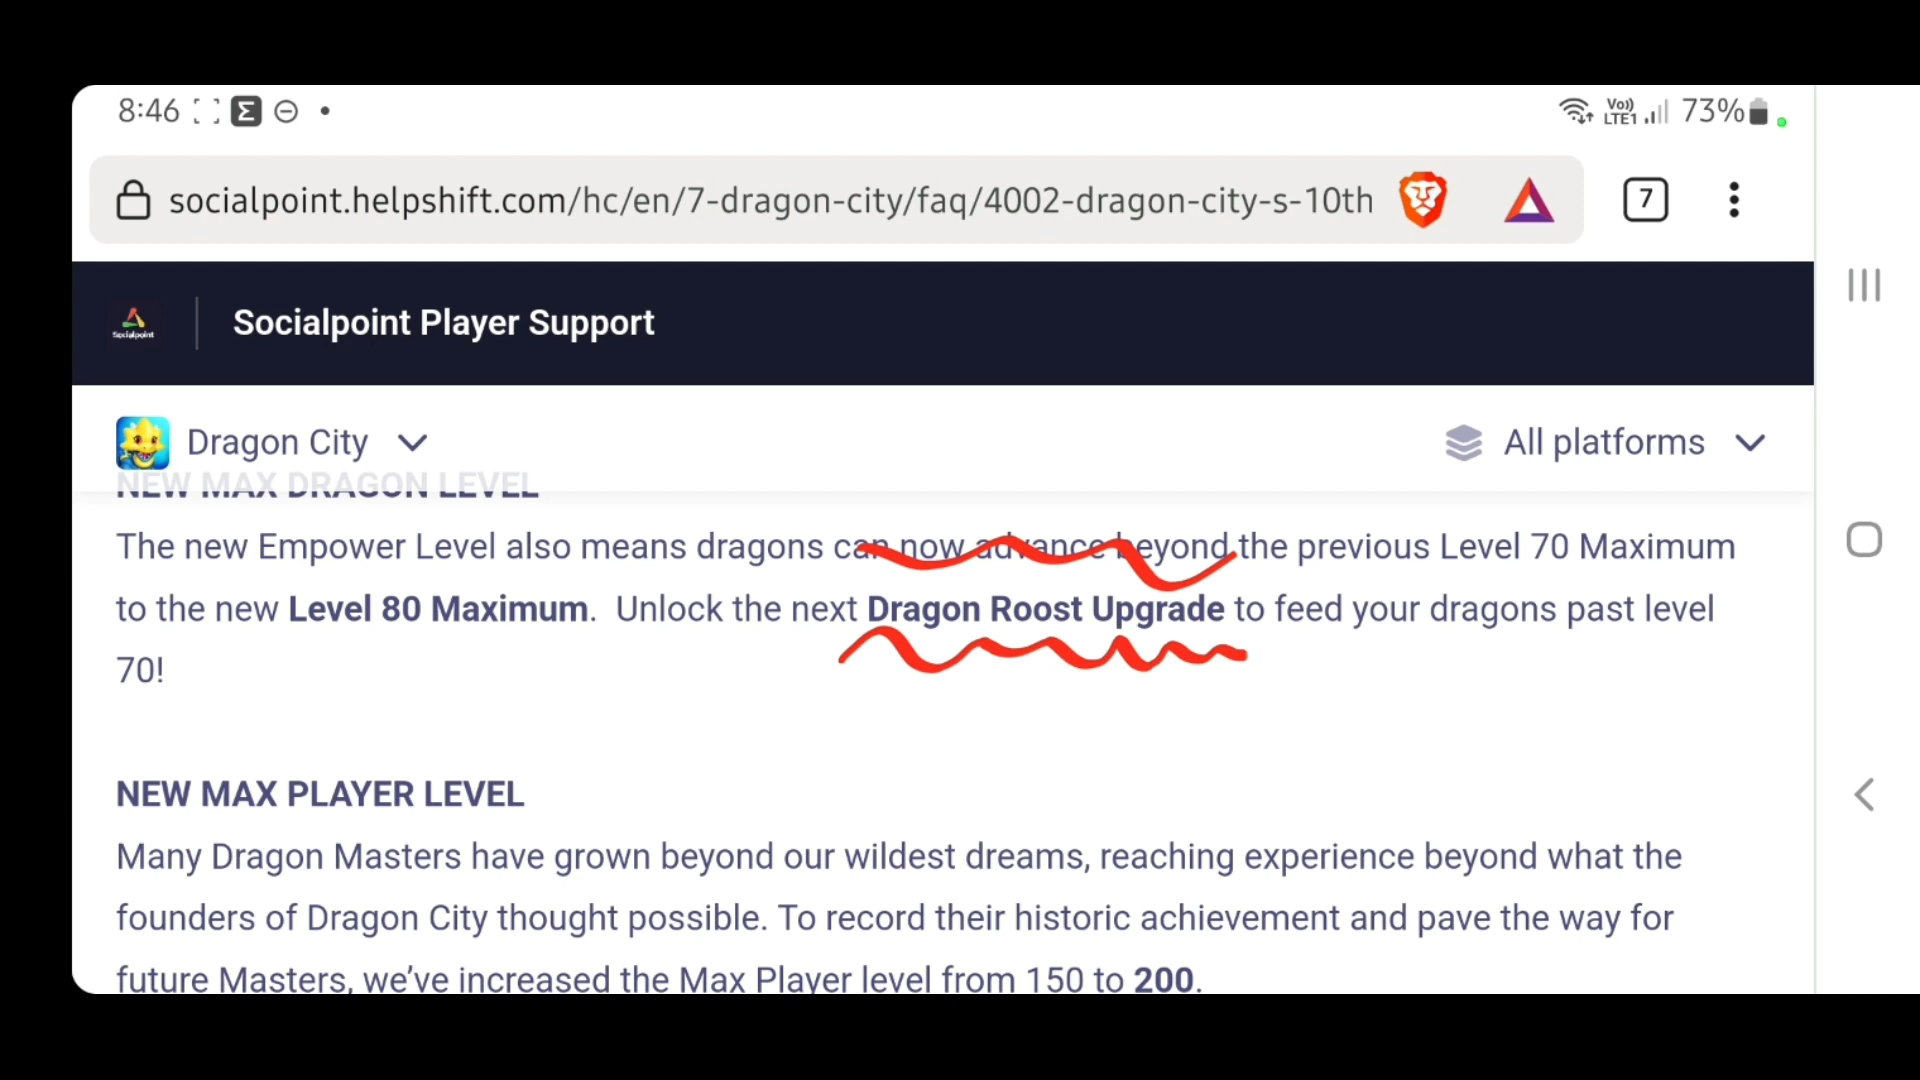 8:46
Vo)) LTE1 73%
socialpoint.helpshift.com/hc/en/7-dragon-city/faq/4002-dragon-city-s-10th
7
Socialpoint
Socialpoint Player Support
Dragon City
All platforms
NEW MAX DRAGON LEVEL
The new Empower Level also means dragons can now advance beyond the previous Level 70 Maximum
to the new Level 80 Maximum. Unlock the next Dragon Roost Upgrade to feed your dragons past level
70!
NEW MAX PLAYER LEVEL
Many Dragon Masters have grown beyond our wildest dreams, reaching experience beyond what the
founders of Dragon City thought possible. To record their historic achievement and pave the way for
future Masters, we’ve increased the Max Player level from 150 to 200.